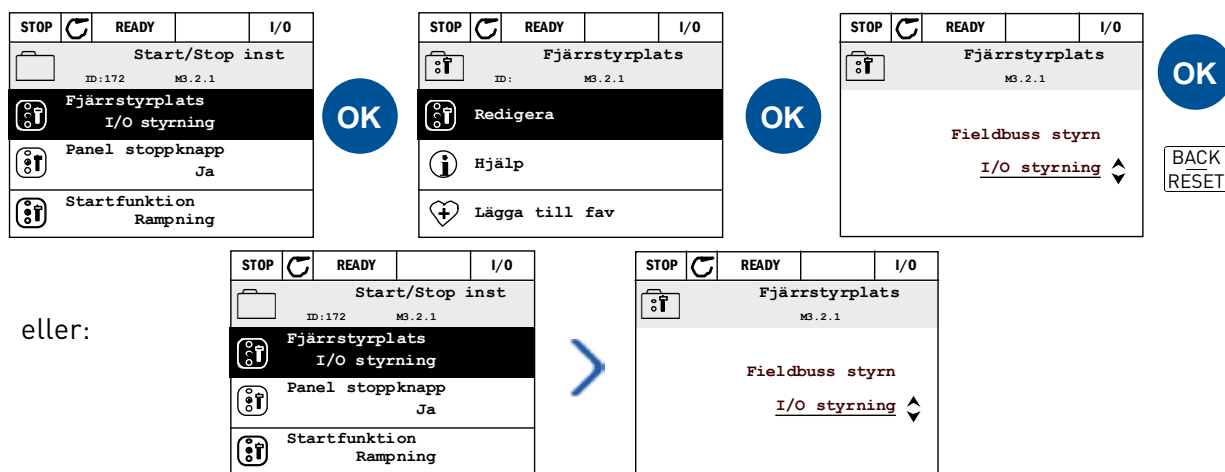 STOP READY I/O
Start/Stop inst
ID:172 M3.2.1
Fjärrstyrplats
I/O styrning
Panel stoppknapp
Ja
Startfunktion
Rampning
OK
STOP READY I/O
Fjärrstyrplats
ID: M3.2.1
Redigera
Hjälp
Lägga till fav
OK
STOP READY I/O
Fjärrstyrplats
M3.2.1
Fieldbuss styrn
I/O styrning
OK
BACK
RESET
eller:
STOP READY I/O
Start/Stop inst
ID:172 M3.2.1
Fjärrstyrplats
I/O styrning
Panel stoppknapp
Ja
Startfunktion
Rampning
STOP READY I/O
Fjärrstyrplats
M3.2.1
Fieldbuss styrn
I/O styrning